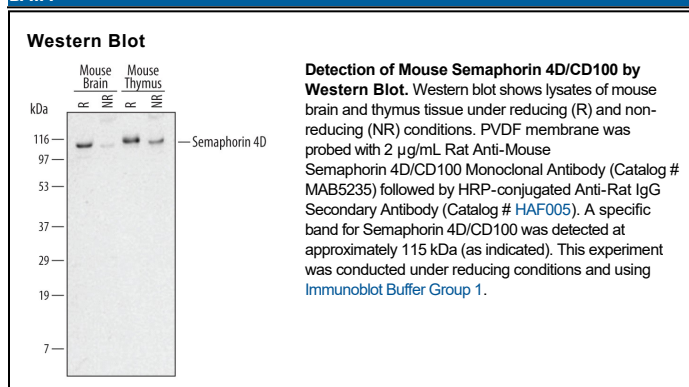 Western Blot
Mouse Brain
Mouse Thymus
kDa
R NR R NR
116
97
53
37
29
19
7
Semaphorin 4D
Detection of Mouse Semaphorin 4D/CD100 by
Western Blot. Western blot shows lysates of mouse
brain and thymus tissue under reducing (R) and non-
reducing (NR) conditions. PVDF membrane was
probed with 2 µg/mL Rat Anti-Mouse
Semaphorin 4D/CD100 Monoclonal Antibody (Catalog #
MAB5235) followed by HRP-conjugated Anti-Rat IgG
Secondary Antibody (Catalog # HAF005). A specific
band for Semaphorin 4D/CD100 was detected at
approximately 115 kDa (as indicated). This experiment
was conducted under reducing conditions and using
Immunoblot Buffer Group 1.